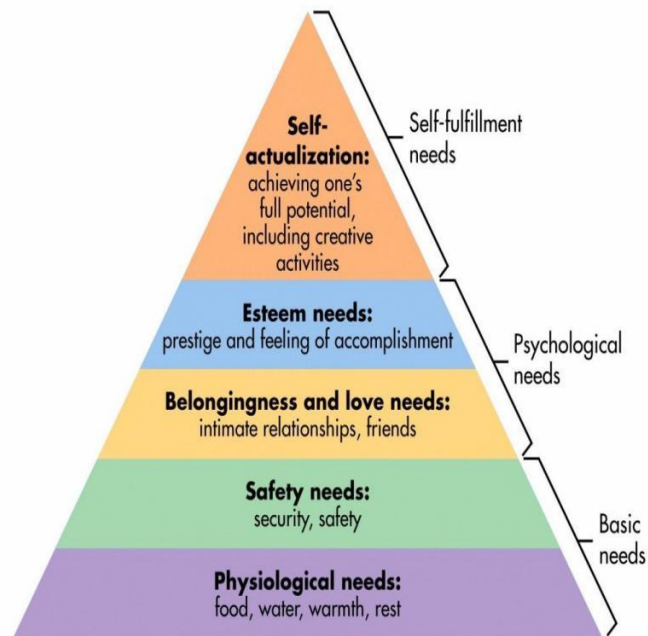 Self-
actualization:
achieving one's
full potential,
including creative
activities
Self-fulfillment
needs
Esteem needs:
prestige and feeling of accomplishment
Psychological
needs
Belongingness and love needs:
intimate relationships, friends
Safety needs:
security, safety
Basic
needs
Physiological needs:
food, water, warmth, rest